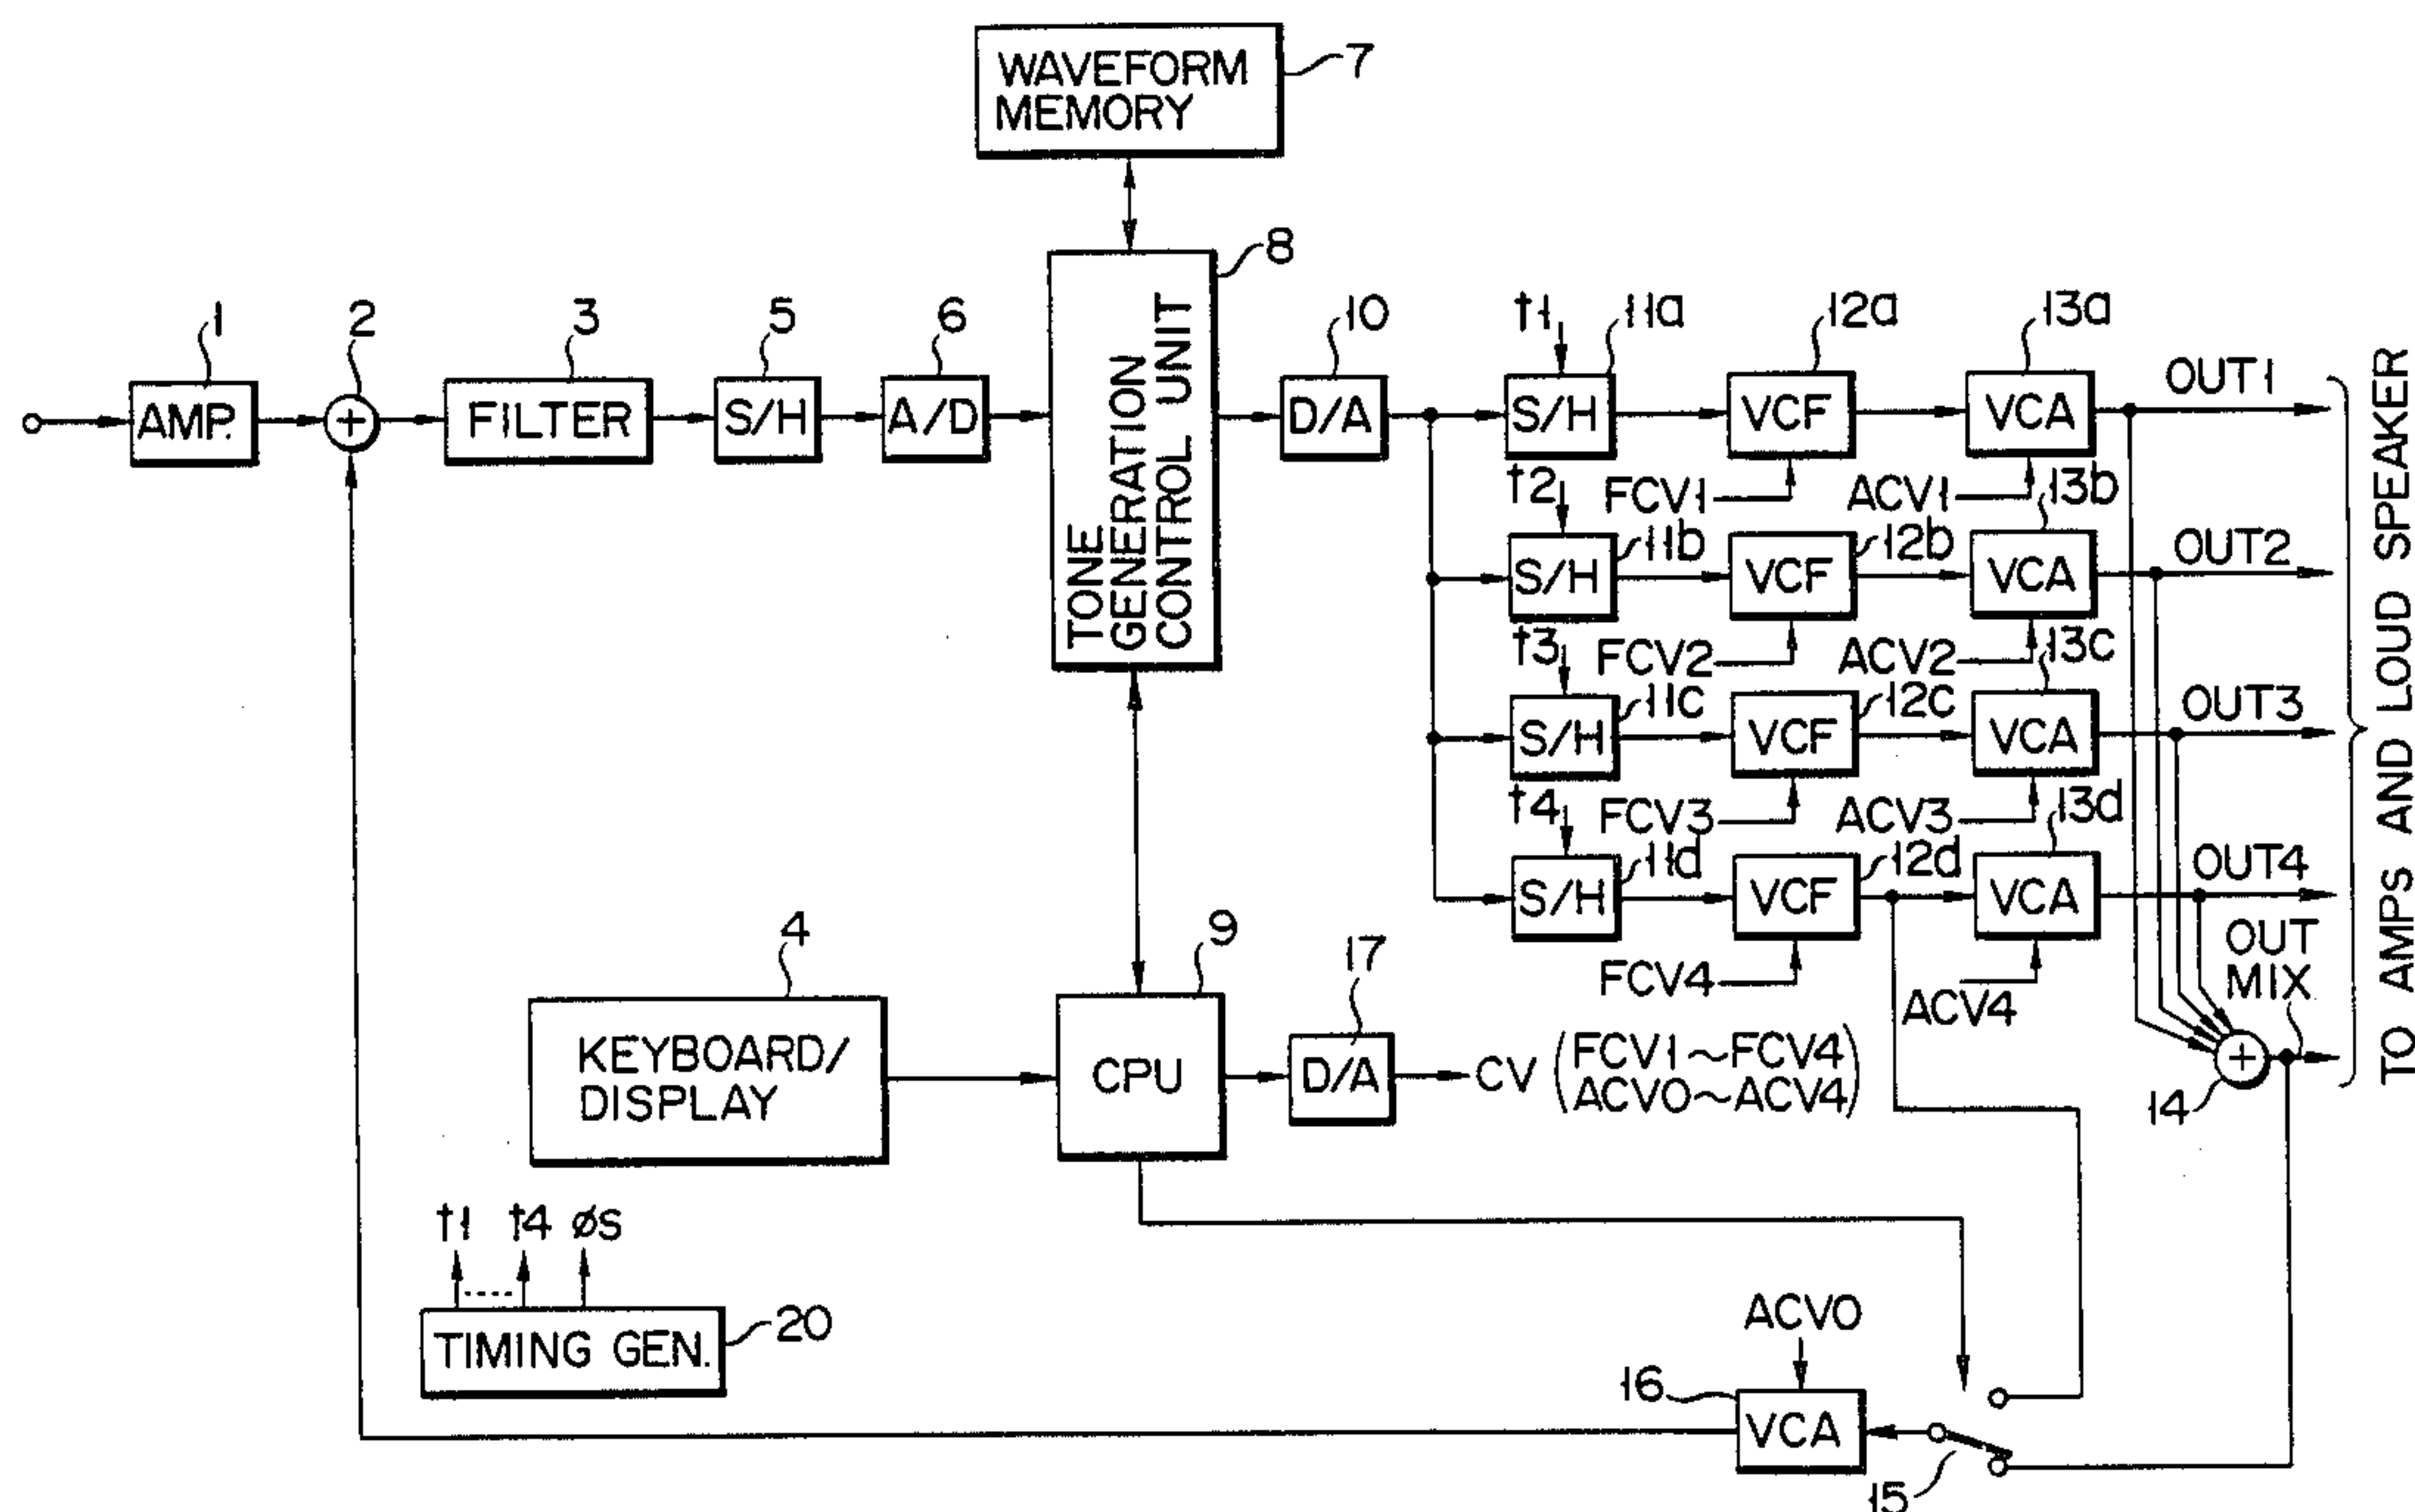 WAVEFORM
MEMORY
7
8
1
2
3
5
6
10
t1
11a
12a
13a
AMP.
+
FILTER
S/H
A/D
TONE
GENERATION
CONTROL UNIT
D/A
S/H
VCF
VCA
OUT1
FCV1
ACV1
t2
11b
12b
13b
S/H
VCF
VCA
OUT2
FCV2
ACV2
t3
11c
12c
13c
S/H
VCF
VCA
OUT3
FCV3
ACV3
t4
11d
12d
13d
S/H
VCF
VCA
OUT4
FCV4
ACV4
OUT
MIX
+
14
TO AMPS AND LOUD SPEAKER
4
KEYBOARD/
DISPLAY
9
CPU
17
D/A
CV (FCV1~FCV4
ACV0~ACV4)
t1 t4 øS
TIMING GEN.
20
ACV0
16
VCA
15